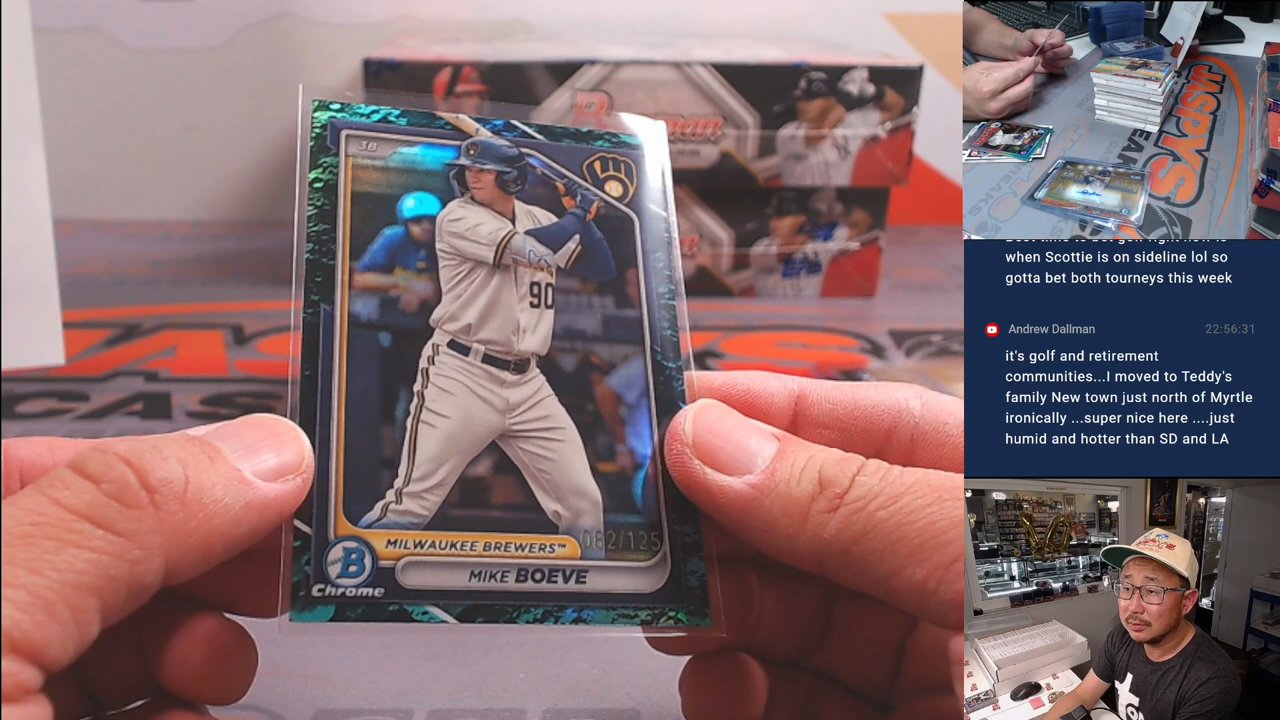 3B
90
082/125
MILWAUKEE BREWERS™
MIKE BOEVE
B
Chrome
JASPYS
when Scottie is on sideline lol so
gotta bet both tourneys this week
Andrew Dallman
22:56:31
it's golf and retirement
communities...I moved to Teddy's
family New town just north of Myrtle
ironically ...super nice here ....just
humid and hotter than SD and LA